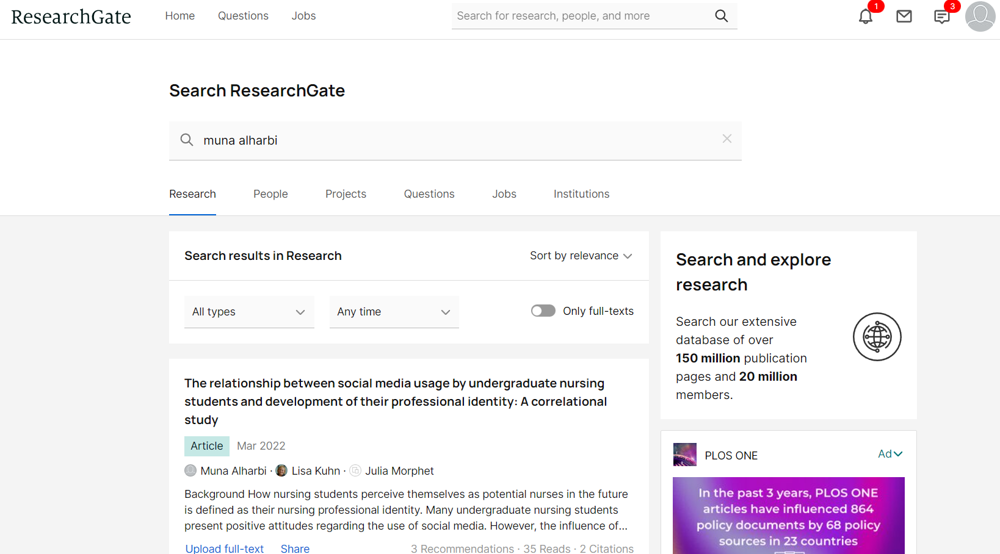 ResearchGate
Home
Questions
Jobs
Search for research, people, and more
1
3
Search ResearchGate
muna alharbi
Research
People
Projects
Questions
Jobs
Institutions
Search results in Research
Sort by relevance
All types
Any time
Only full-texts
The relationship between social media usage by undergraduate nursing
students and development of their professional identity: A correlational
study
Article
Mar 2022
Muna Alharbi · Lisa Kuhn · Julia Morphet
Background How nursing students perceive themselves as potential nurses in the future
is defined as their nursing professional identity. Many undergraduate nursing students
present positive attitudes regarding the use of social media. However, the influence of...
Upload full-text
Share
3 Recommendations · 35 Reads · 2 Citations
Search and explore
research
Search our extensive
database of over
150 million publication
pages and 20 million
members.
PLOS ONE
Ad
In the past 3 years, PLOS ONE
articles have influenced 864
policy documents by 68 policy
sources in 23 countries